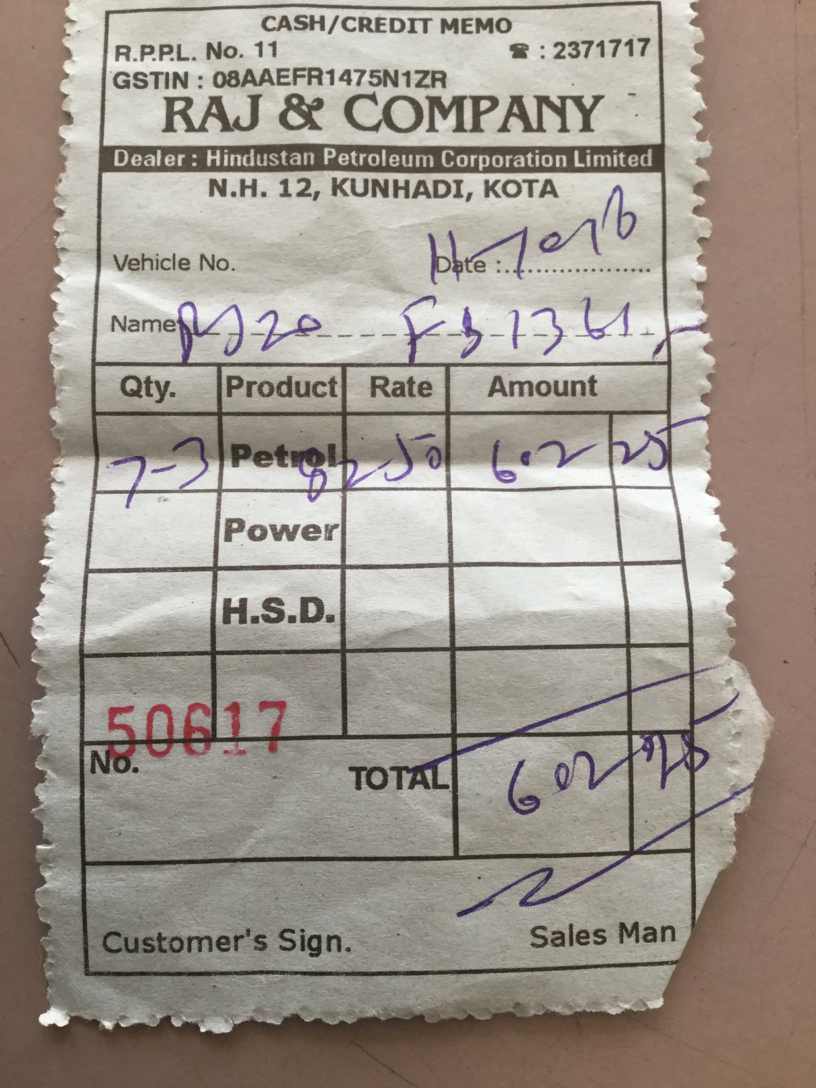 CASH/CREDIT MEMO
R.P.P.L. No. 11 ☎ : 2371717
GSTIN : 08AAEFR1475N1ZR
RAJ & COMPANY
Dealer : Hindustan Petroleum Corporation Limited
N.H. 12, KUNHADI, KOTA
Vehicle No. Date :
Name RJ20
Qty. Product Rate Amount
7-3 Petrol 82 50 602 25
Power
H.S.D.
50617
No. TOTAL 602 25
Customer's Sign. Sales Man